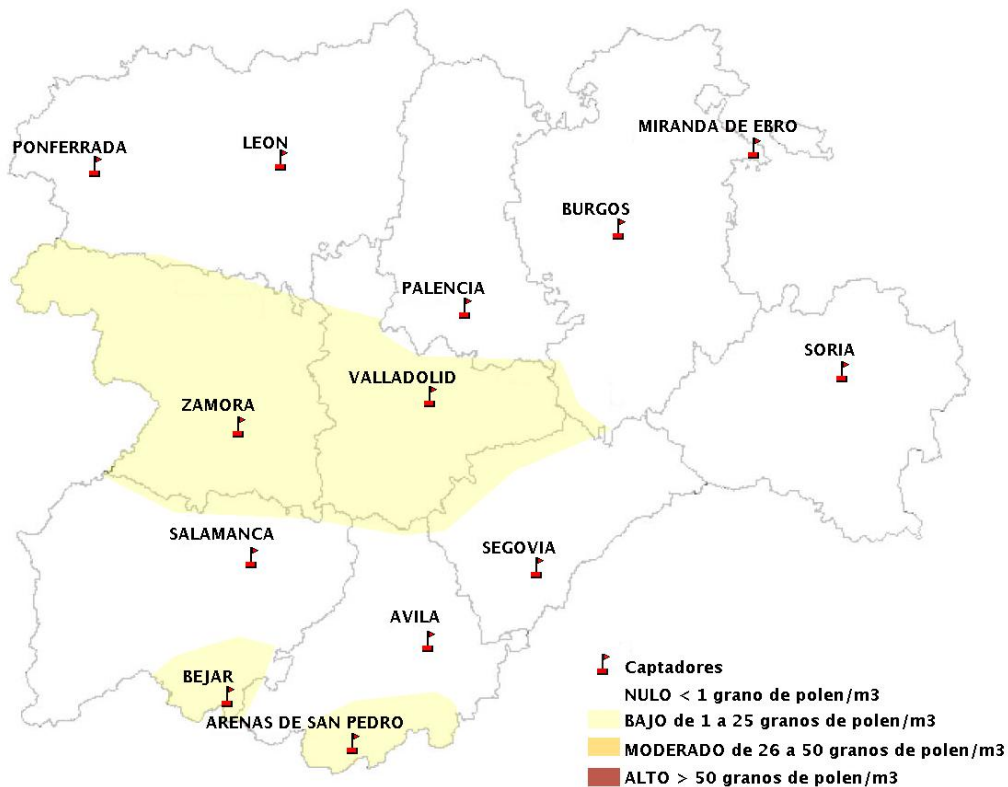 MIRANDA DE EBRO
PONFERRADA
LEON
BURGOS
PALENCIA
SORIA
VALLADOLID
ZAMORA
SALAMANCA
SEGOVIA
AVILA
BEJAR
ARENAS DE SAN PEDRO
Captadores
NULO < 1 grano de polen/m3
BAJO de 1 a 25 granos de polen/m3
MODERADO de 26 a 50 granos de polen/m3
ALTO > 50 granos de polen/m3